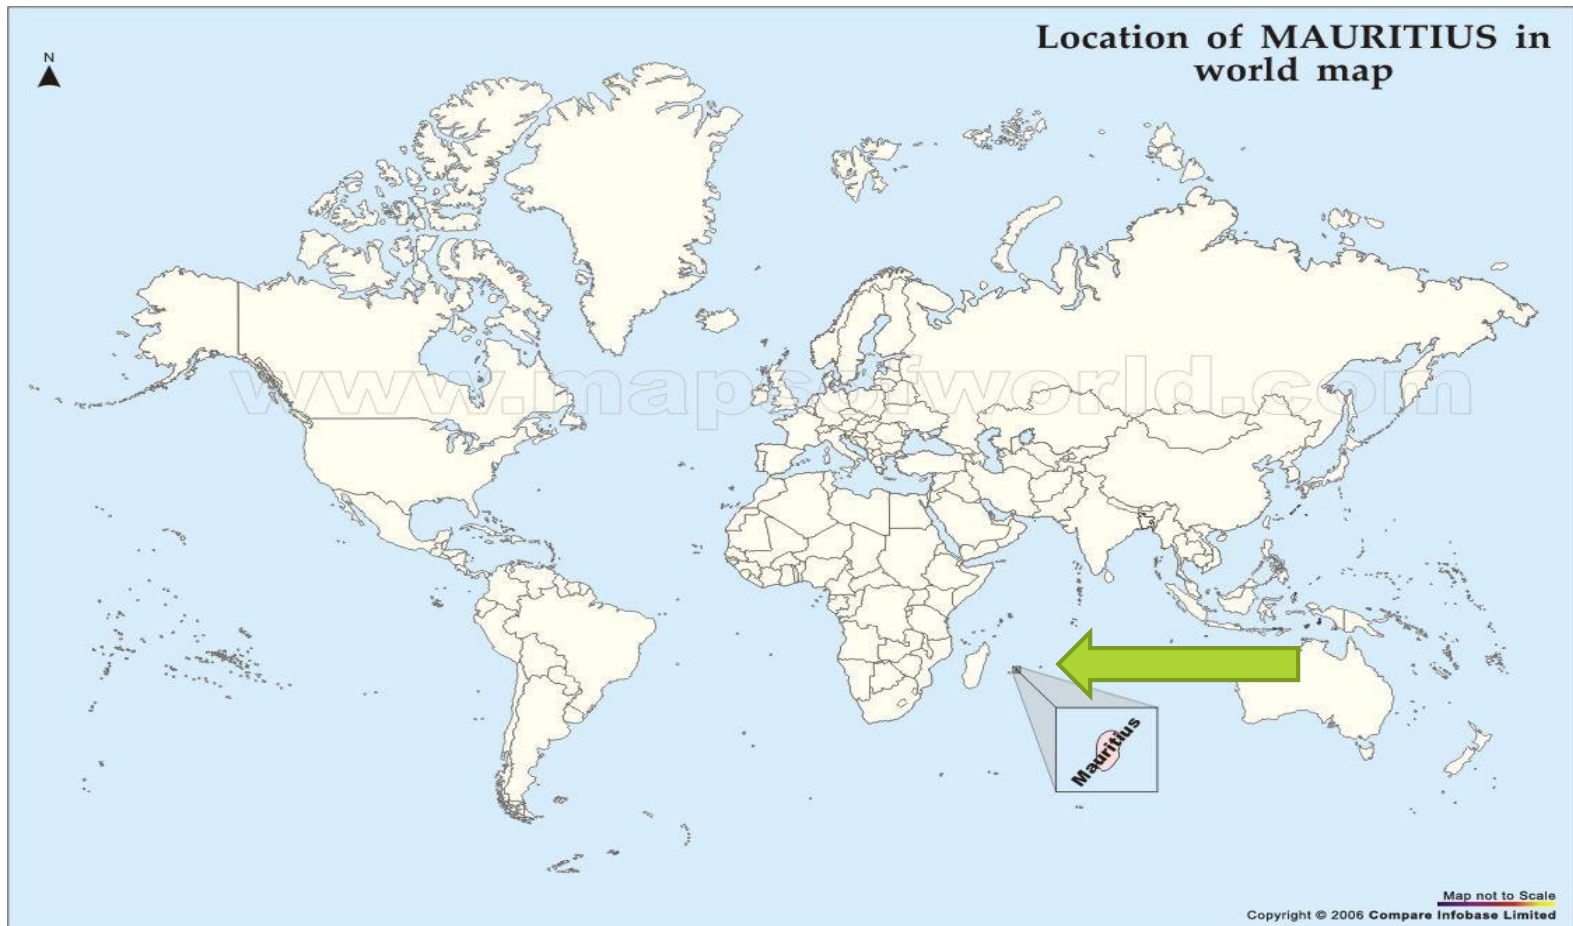 Location of MAURITIUS in
world map
N
www.mapsofworld.com
Mauritius
Map not to Scale
Copyright © 2006 Compare Infobase Limited